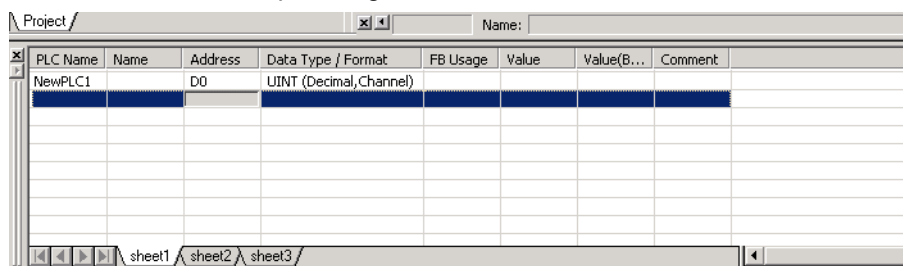 Project Name:
PLC Name Name Address Data Type / Format FB Usage Value Value(B... Comment
NewPLC1 D0 UINT (Decimal,Channel)
sheet1 sheet2 sheet3